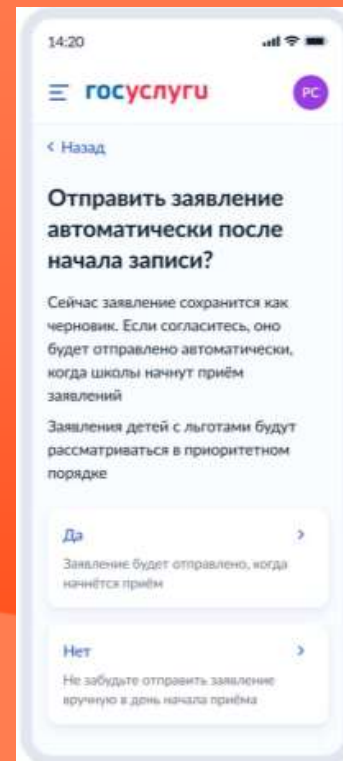 14:20
госуслуги
РС
< Назад
Отправить заявление
автоматически после
начала записи?
Сейчас заявление сохранится как
черновик. Если согласитесь, оно
будет отправлено автоматически,
когда школы начнут приём
заявлений
Заявления детей с льготами будут
рассматриваться в приоритетном
порядке
Да
Заявление будет отправлено, когда
начнётся приём
Нет
Не забудьте отправить заявление
вручную в день начала приёма